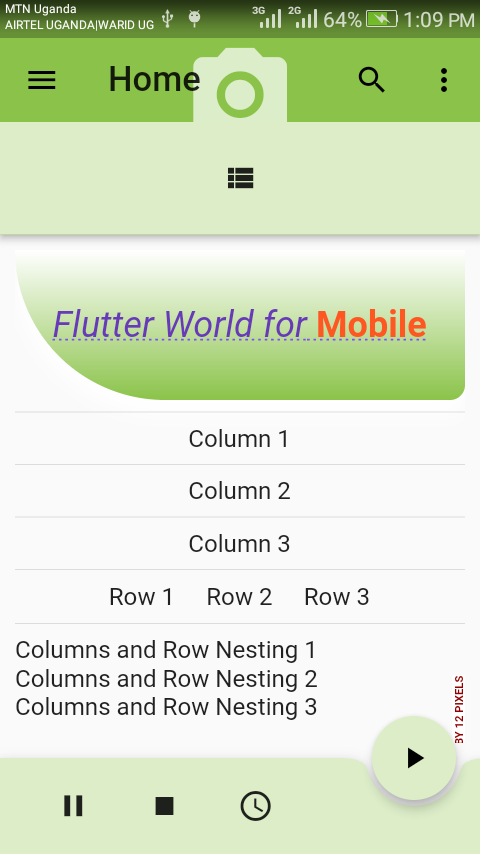 MTN Uganda
AIRTEL UGANDA|WARID UG 3G 2G 64% 1:09 PM
Home
Flutter World for Mobile
Column 1
Column 2
Column 3
Row 1 Row 2 Row 3
Columns and Row Nesting 1
Columns and Row Nesting 2
Columns and Row Nesting 3
BY 12 PIXELS